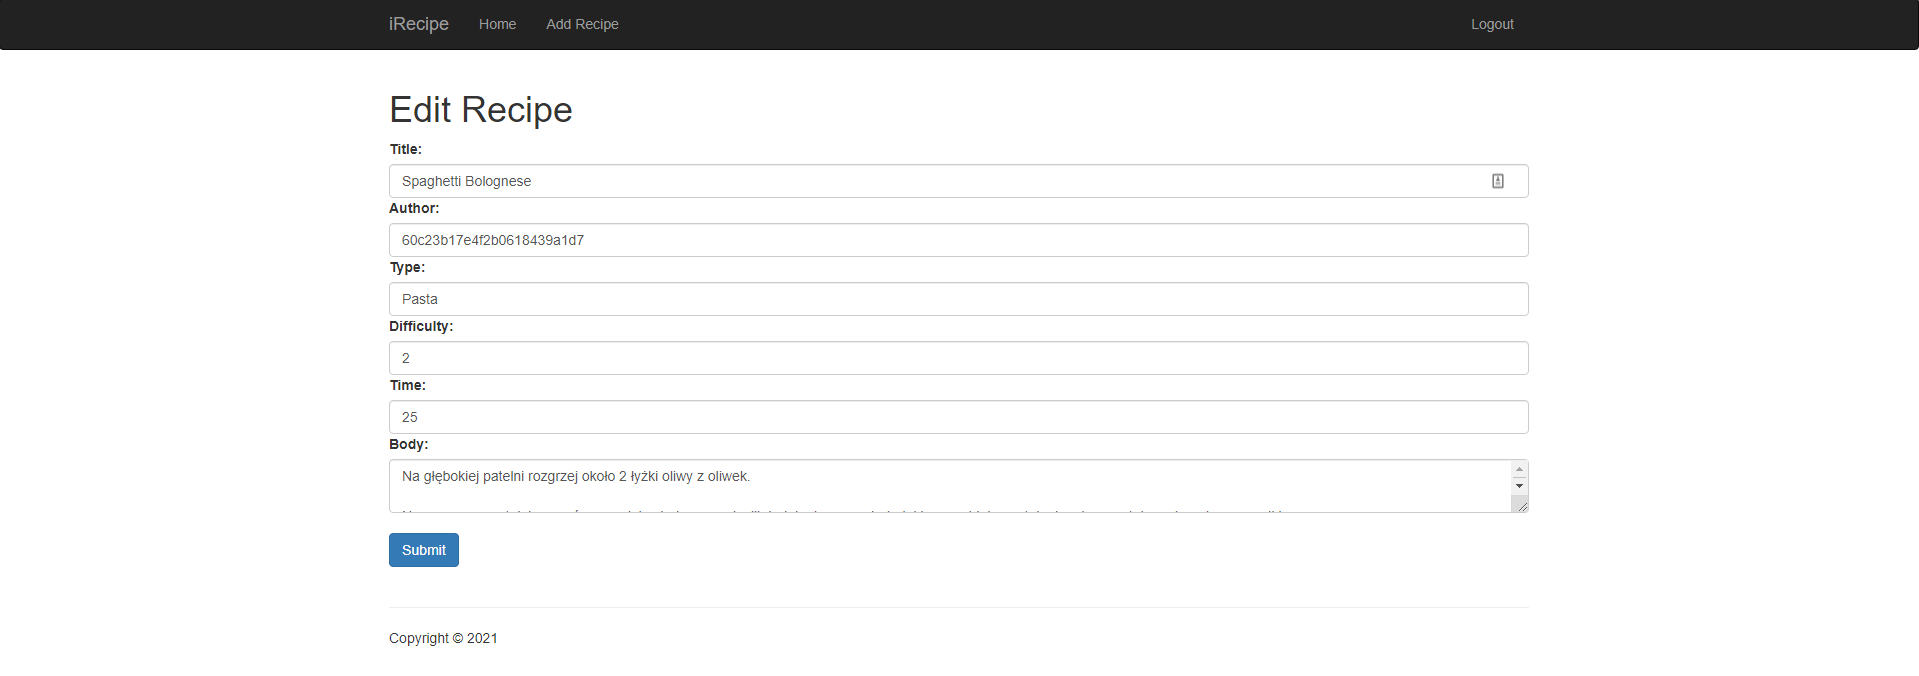 iRecipe Home Add Recipe Logout
Edit Recipe
Title:
Spaghetti Bolognese
Author:
60c23b17e4f2b0618439a1d7
Type:
Pasta
Difficulty:
2
Time:
25
Body:
Na głębokiej patelni rozgrzej około 2 łyżki oliwy z oliwek.
Submit
Copyright © 2021